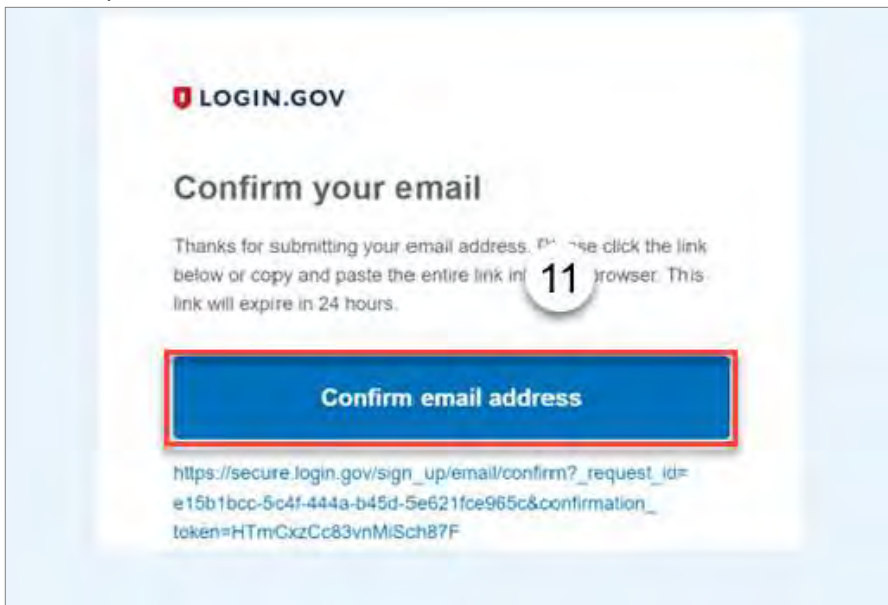 LOGIN.GOV
Confirm your email
Thanks for submitting your email address. se click the link
below or copy and paste the entire link 11 browser. This
link will expire in 24 hours.
Confirm email address
https://secure.login.gov/sign_up/email/confirm?_request_id=
e15b1bcc-5c4f-444a-b45d-5e621fce965c&confirmation_
token=HTmCxzCc83vnMiSch87F